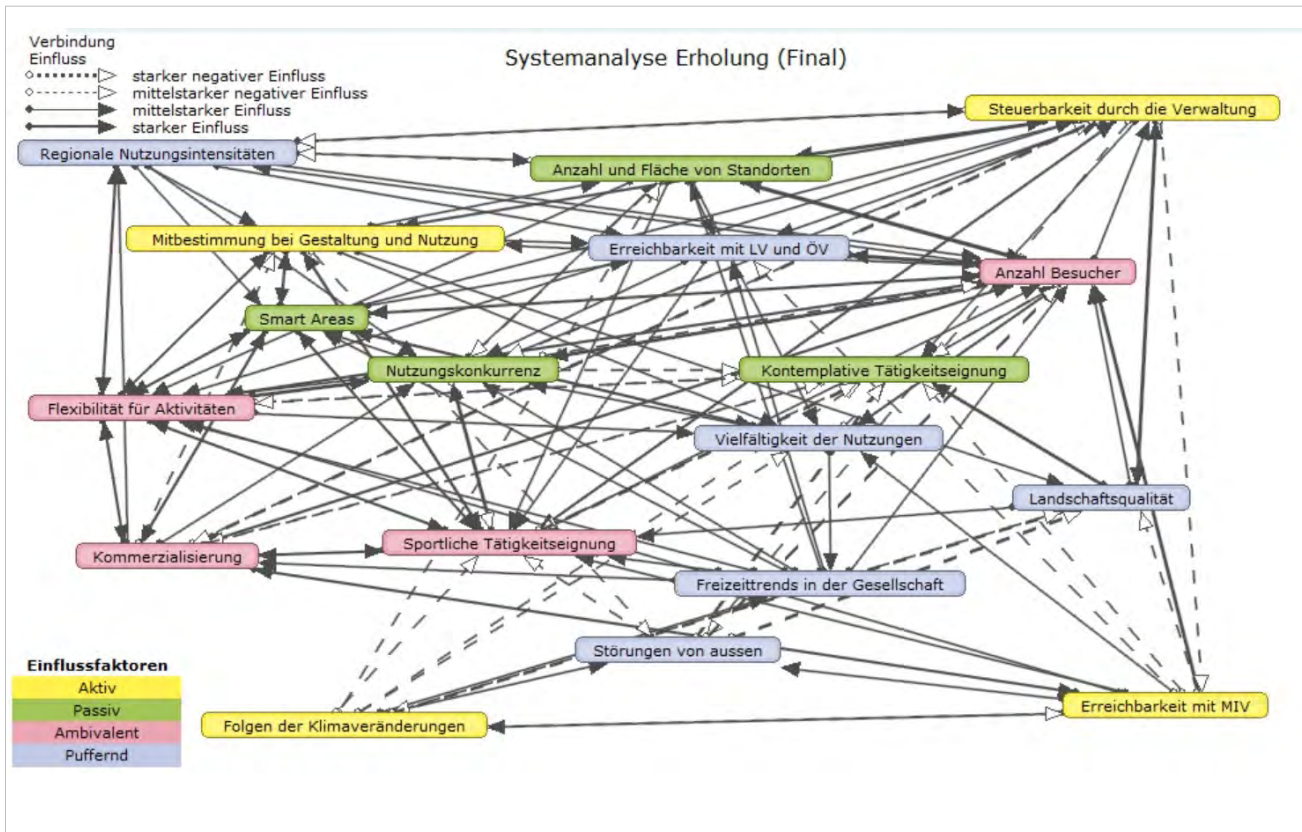 Systemanalyse Erholung (Final)
Verbindung
Einfluss
starker negativer Einfluss
mittelstarker negativer Einfluss
mittelstarker Einfluss
starker Einfluss
Steuerbarkeit durch die Verwaltung
Regionale Nutzungsintensitäten
Anzahl und Fläche von Standorten
Mitbestimmung bei Gestaltung und Nutzung
Erreichbarkeit mit LV und ÖV
Anzahl Besucher
Smart Areas
Nutzungskonkurrenz
Kontemplative Tätigkeitseignung
Flexibilität für Aktivitäten
Vielfältigkeit der Nutzungen
Landschaftsqualität
Sportliche Tätigkeitseignung
Kommerzialisierung
Freizeittrends in der Gesellschaft
Störungen von aussen
Erreichbarkeit mit MIV
Folgen der Klimaveränderungen
Einflussfaktoren
Aktiv
Passiv
Ambivalent
Puffernd